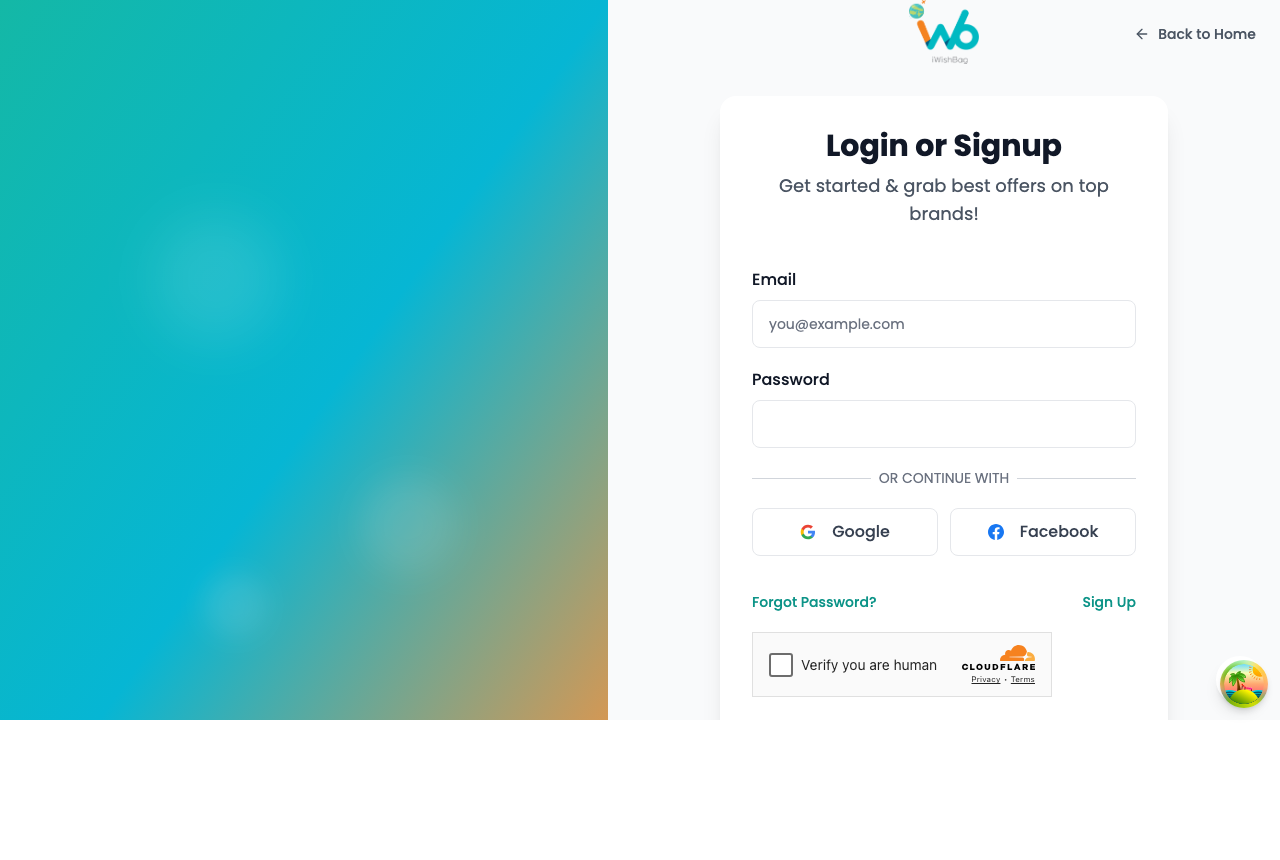 iWishBag
Back to Home
Login or Signup
Get started & grab best offers on top
brands!
Email
you@example.com
Password
OR CONTINUE WITH
Google
Facebook
Forgot Password?
Sign Up
Verify you are human
CLOUDFLARE
Privacy • Terms